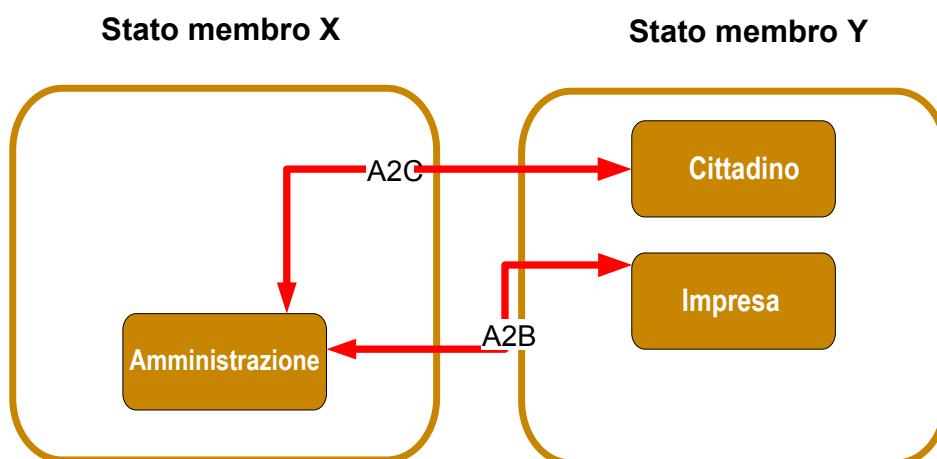 Stato membro X
Stato membro Y
Cittadino
A2C
Impresa
A2B
Amministrazione